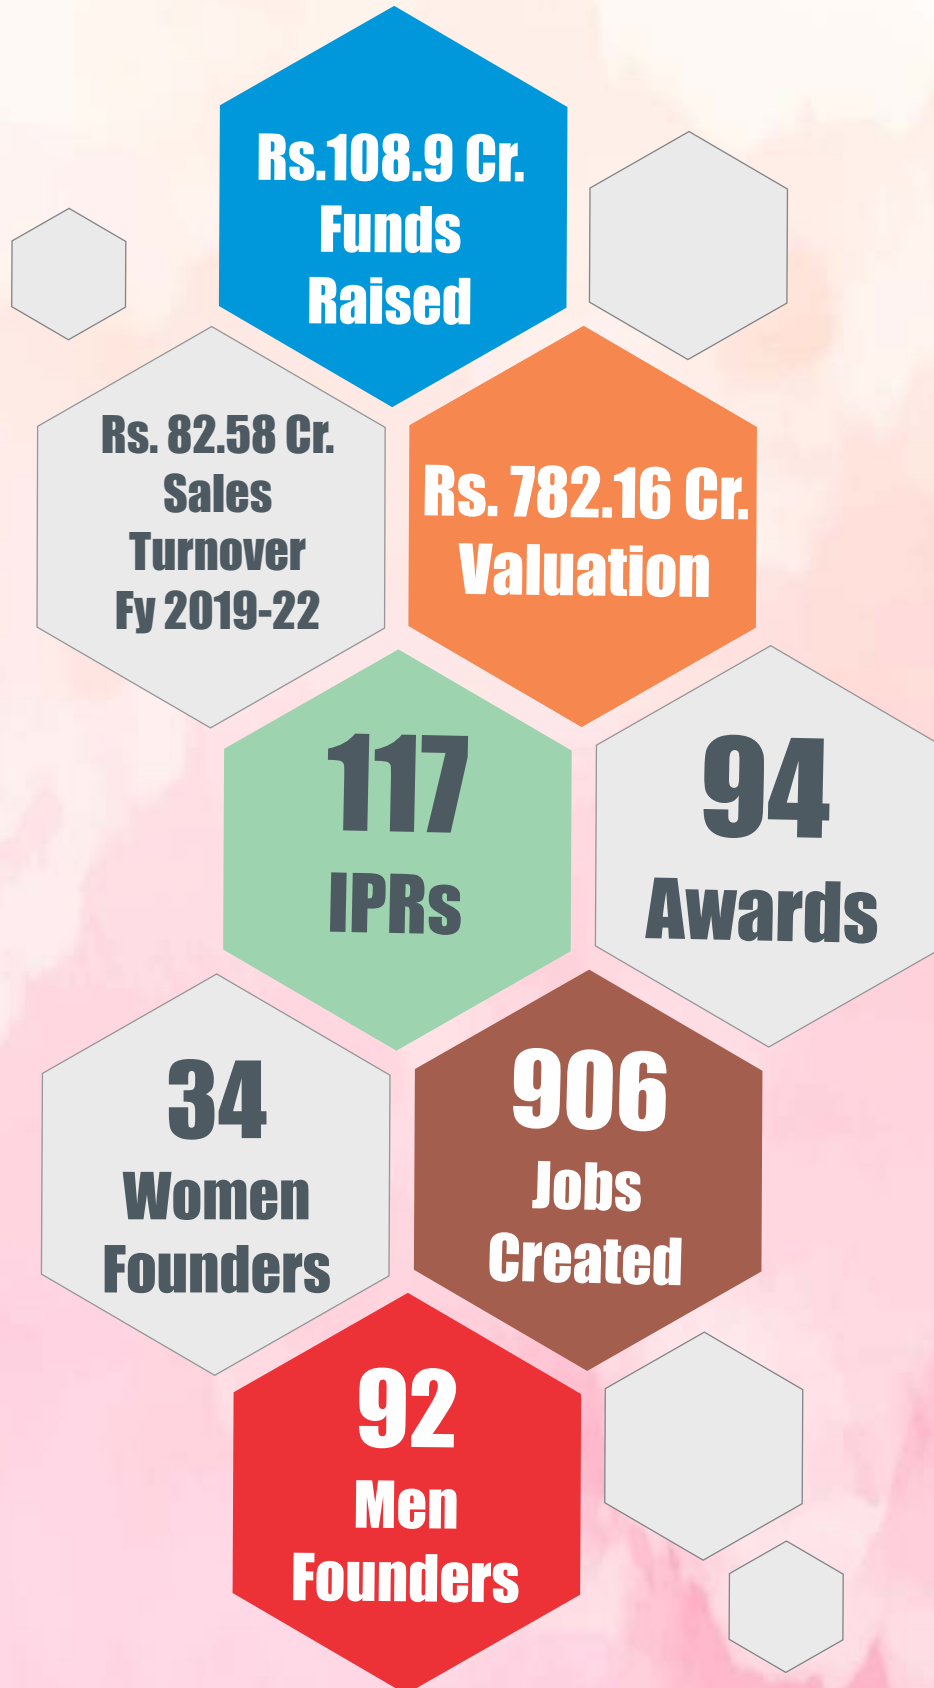 Rs.108.9 Cr.
Funds
Raised
Rs. 82.58 Cr.
Sales
Turnover
Fy 2019-22
Rs. 782.16 Cr.
Valuation
117
IPRs
94
Awards
34
Women
Founders
906
Jobs
Created
92
Men
Founders